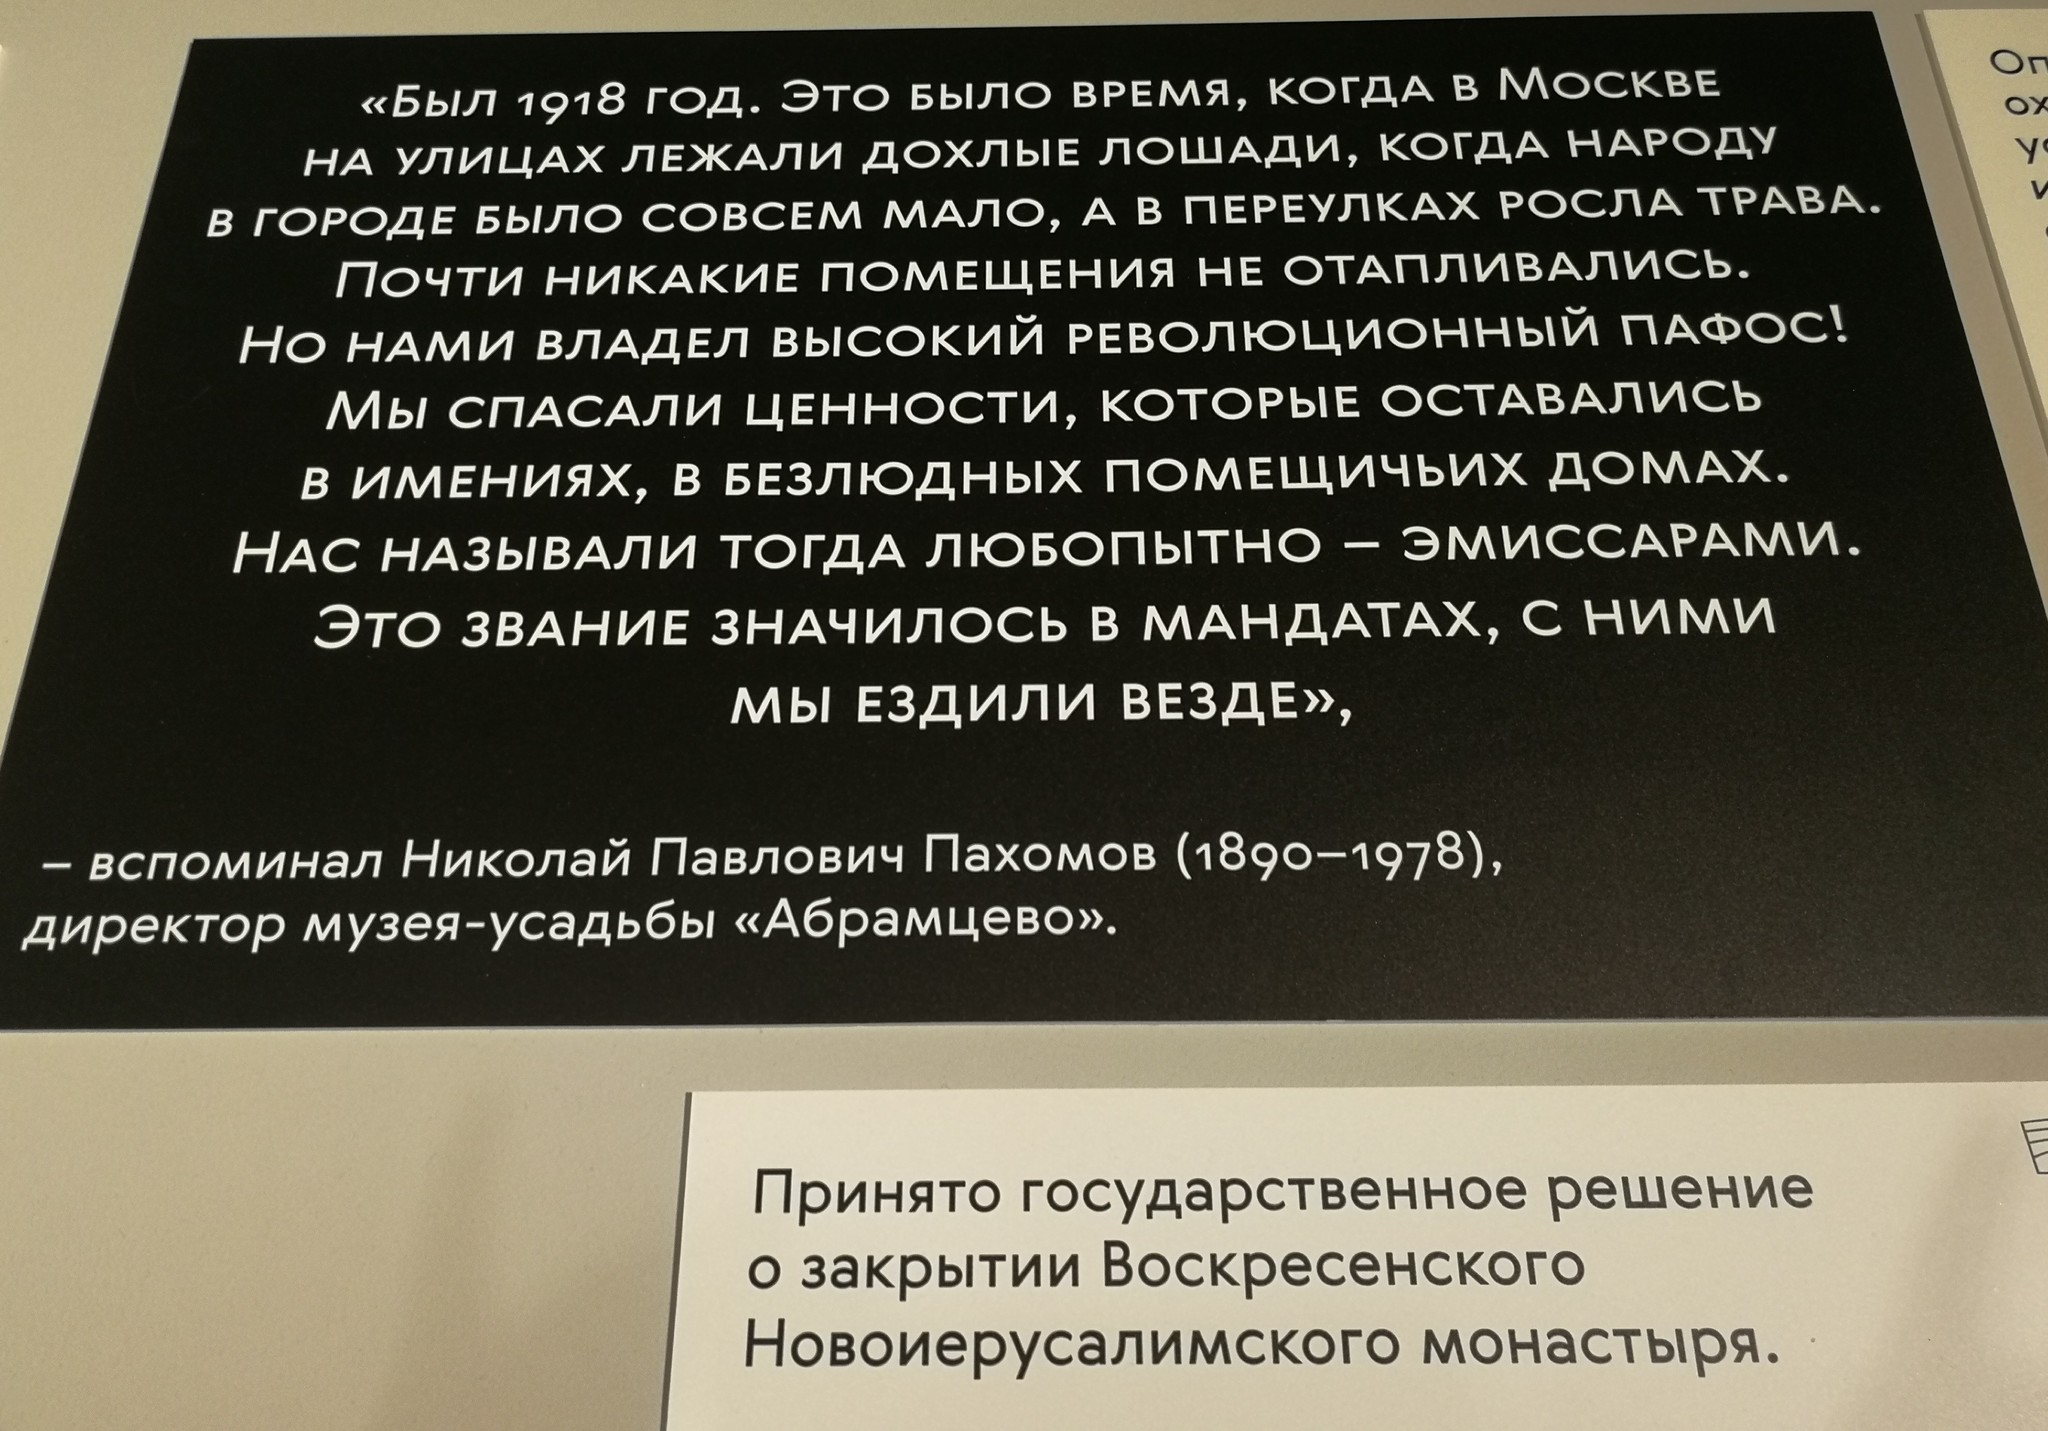 «Был 1918 год. Это было время, когда в Москве
на улицах лежали дохлые лошади, когда народу
в городе было совсем мало, а в переулках росла трава.
Почти никакие помещения не отапливались.
Но нами владел высокий революционный пафос!
Мы спасали ценности, которые оставались
в имениях, в безлюдных помещичьих домах.
Нас называли тогда любопытно – эмиссарами.
Это звание значилось в мандатах, с ними
мы ездили везде»,
– вспоминал Николай Павлович Пахомов (1890–1978),
директор музея-усадьбы «Абрамцево».
Принято государственное решение
о закрытии Воскресенского
Новоиерусалимского монастыря.